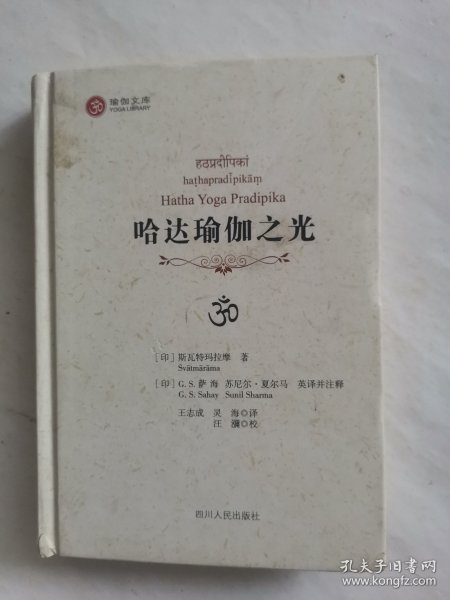 瑜伽文库
YOGA LIBRARY
हठप्रदीपिकां
haṭhapradīpikāṃ
Hatha Yoga Pradipika
哈达瑜伽之光
ॐ
[印] 斯瓦特玛拉摩 著
Svātmārāma
[印] G. S. 萨海 苏尼尔·夏尔马 英译并注释
G. S. Sahay Sunil Sharma
王志成 灵海◎译
汪瀰◎校
四川人民出版社
孔夫子旧书网
www.kongfz.com